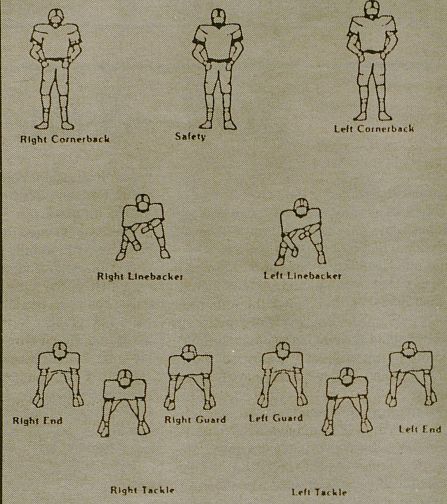 Right Cornerback
Safety
Left Cornerback
Right Linebacker
Left Linebacker
Right End
Right Guard
Left Guard
Left End
Right Tackle
Left Tackle